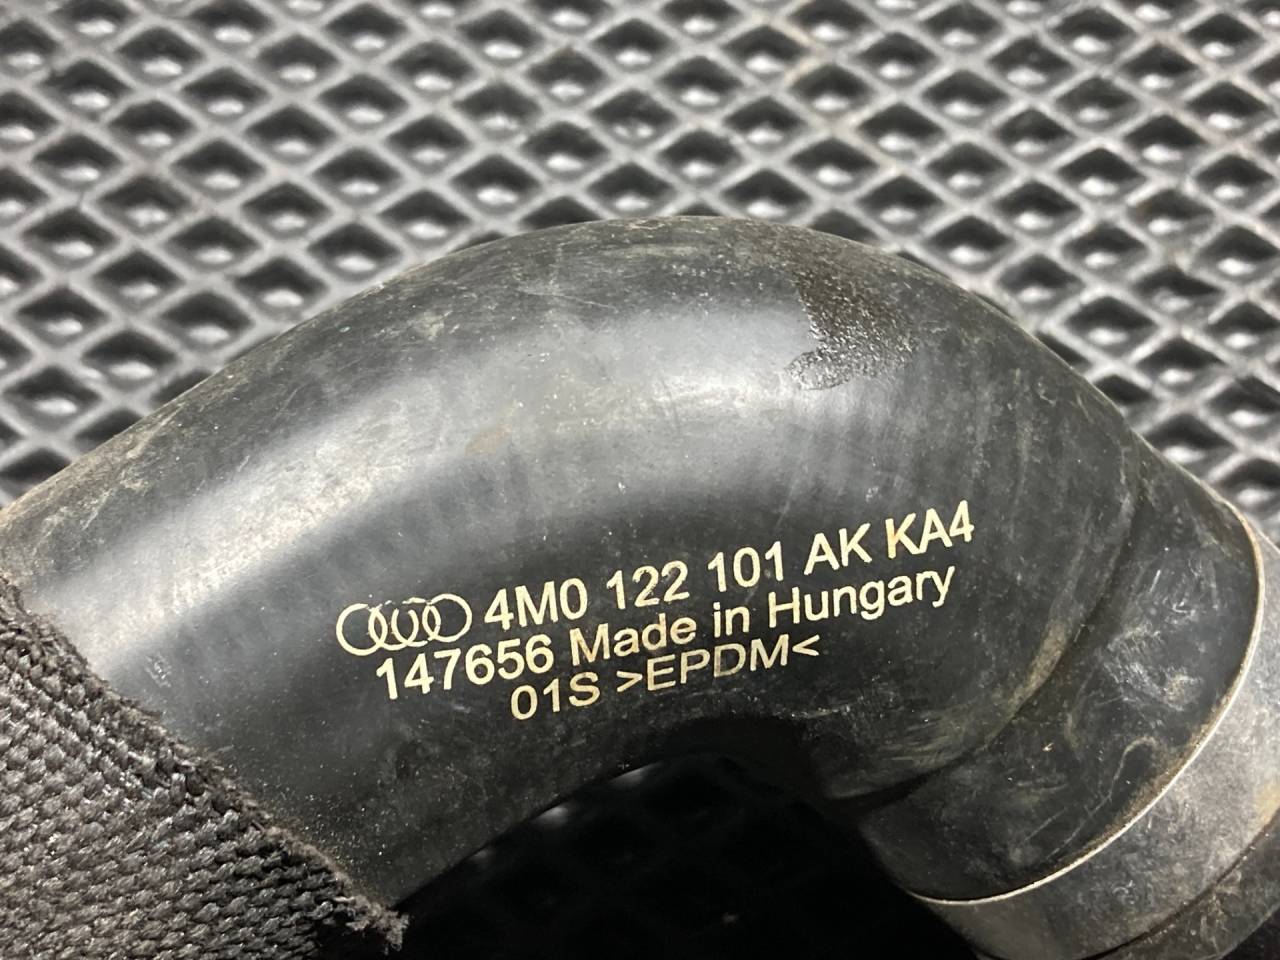 4M0 122 101 AK KA4
147656 Made in Hungary
01S >EPDM<